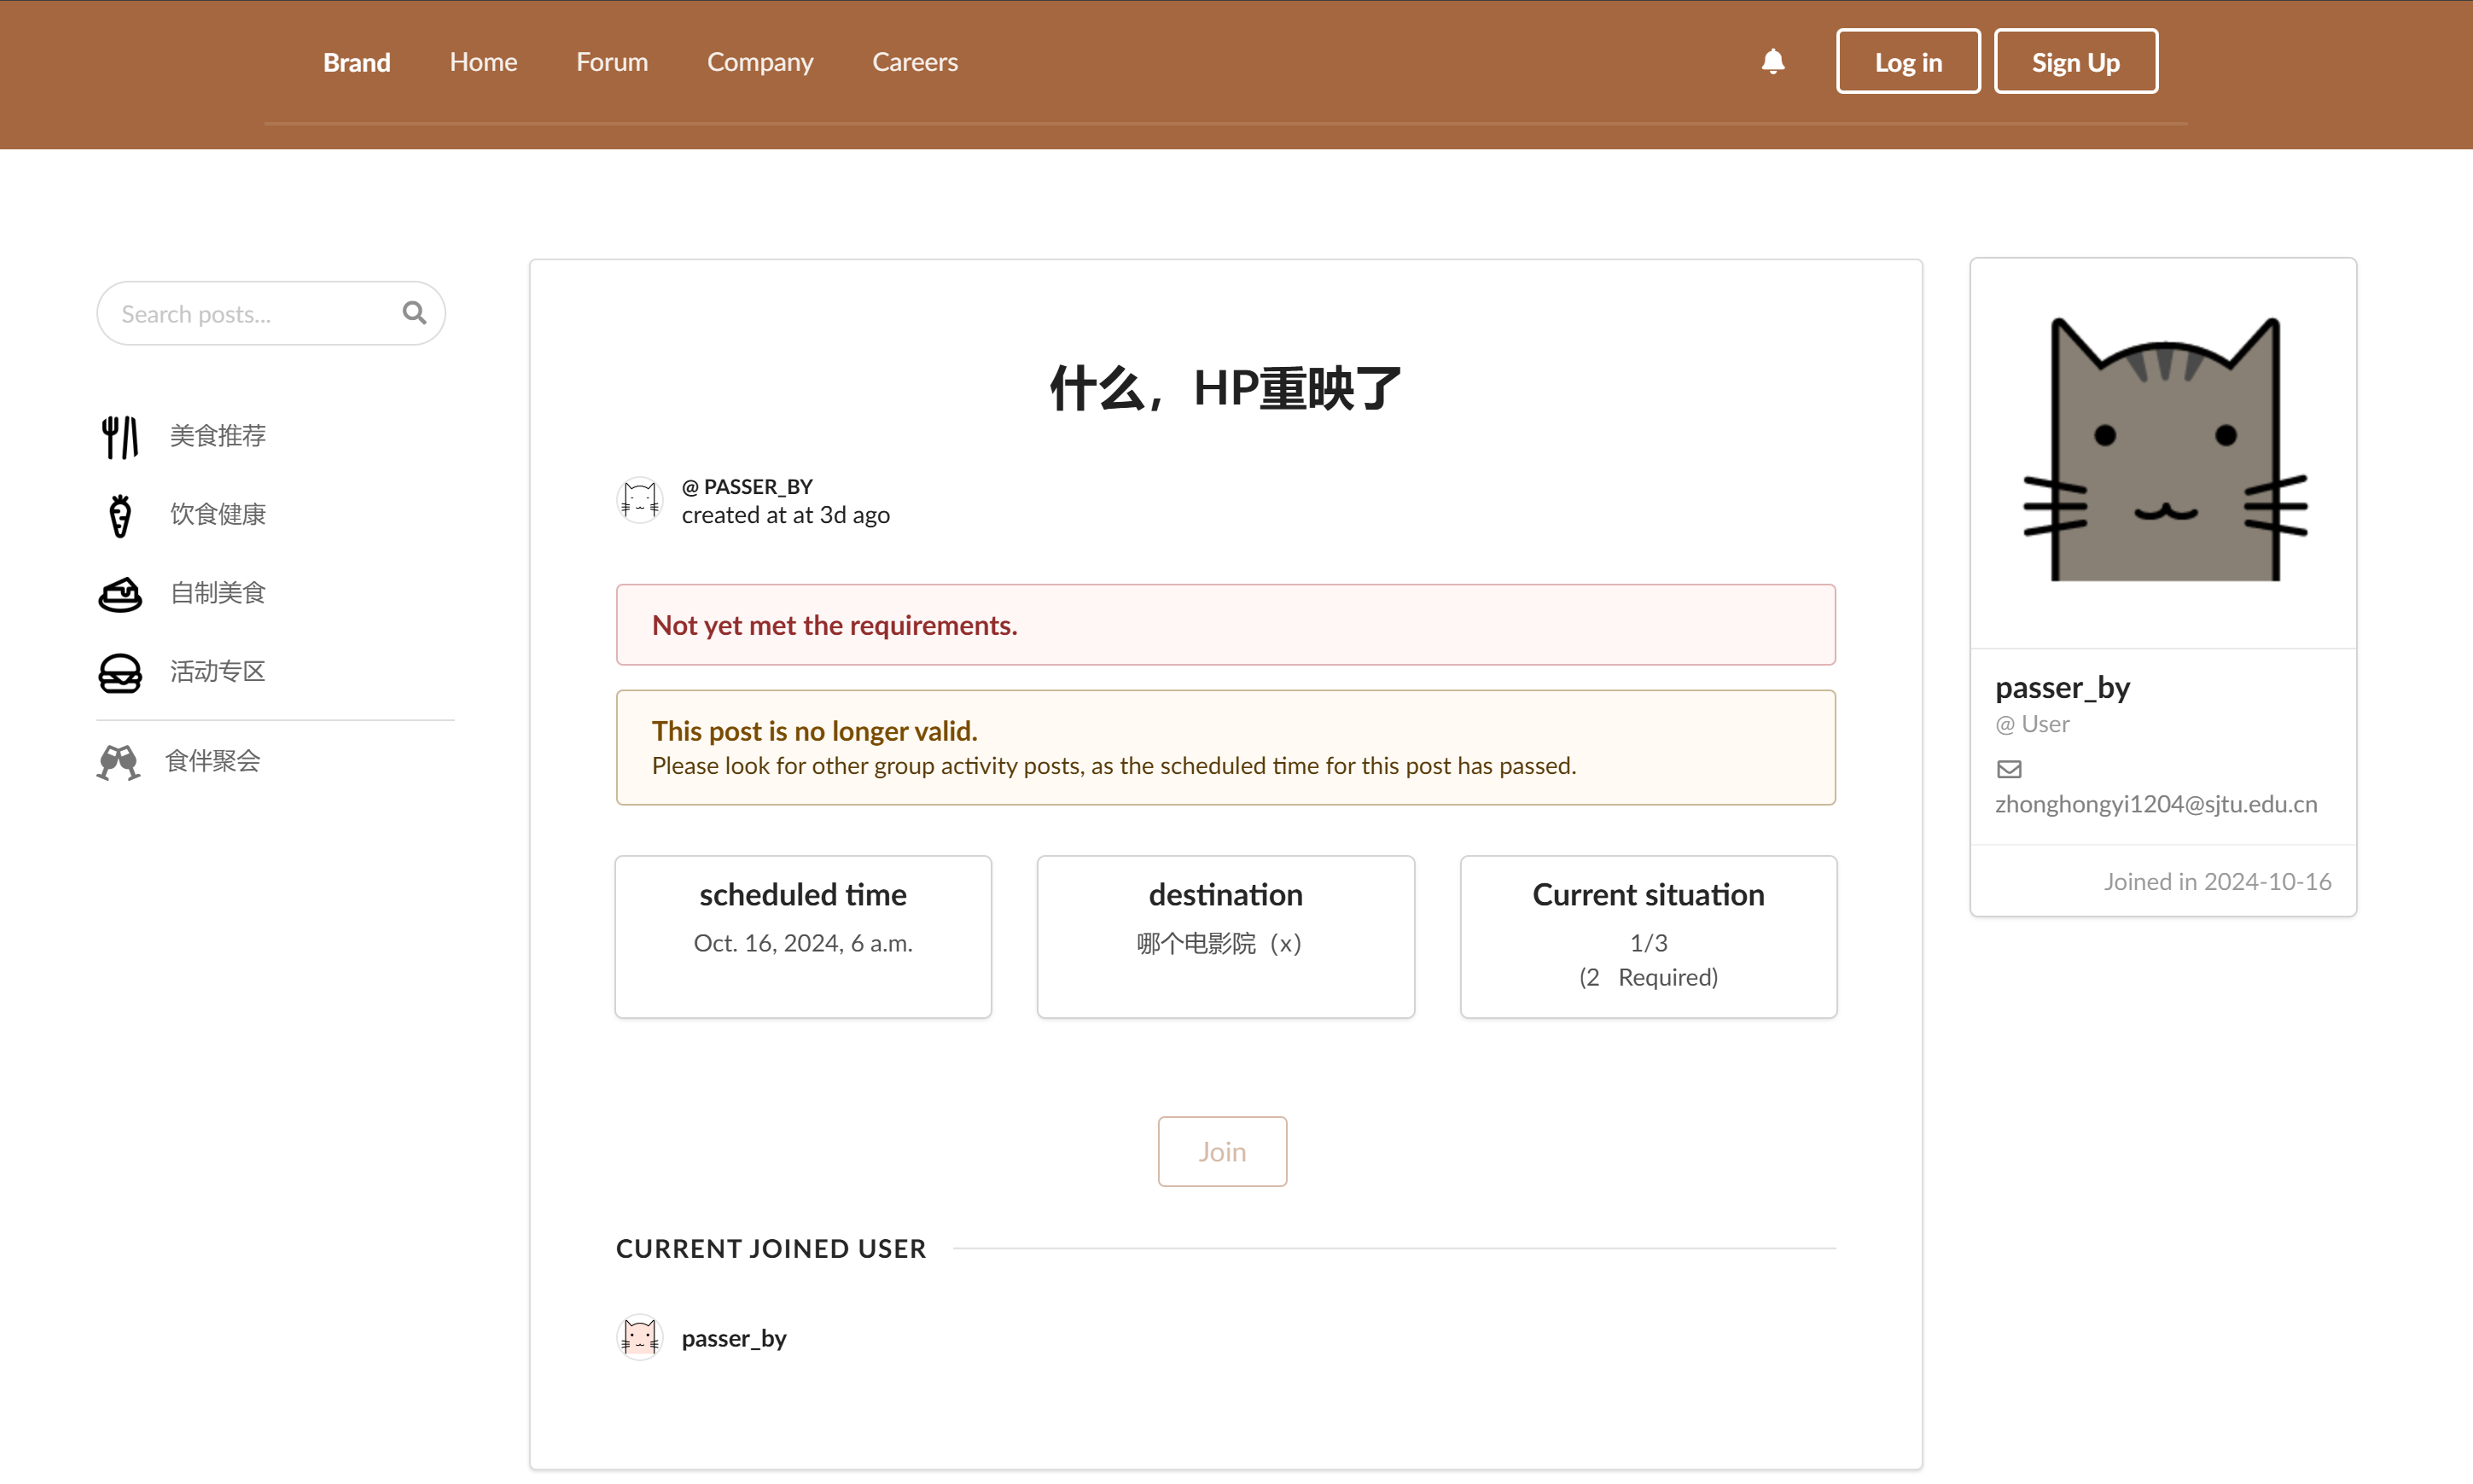 Brand Home Forum Company Careers Log in Sign Up
Search posts...
美食推荐
饮食健康
自制美食
活动专区
食伴聚会
什么，HP重映了
@ PASSER_BY
created at at 3d ago
Not yet met the requirements.
This post is no longer valid.
Please look for other group activity posts, as the scheduled time for this post has passed.
scheduled time
Oct. 16, 2024, 6 a.m.
destination
哪个电影院（x）
Current situation
1/3
(2 Required)
Join
CURRENT JOINED USER
passer_by
passer_by
@ User
zhonghongyi1204@sjtu.edu.cn
Joined in 2024-10-16